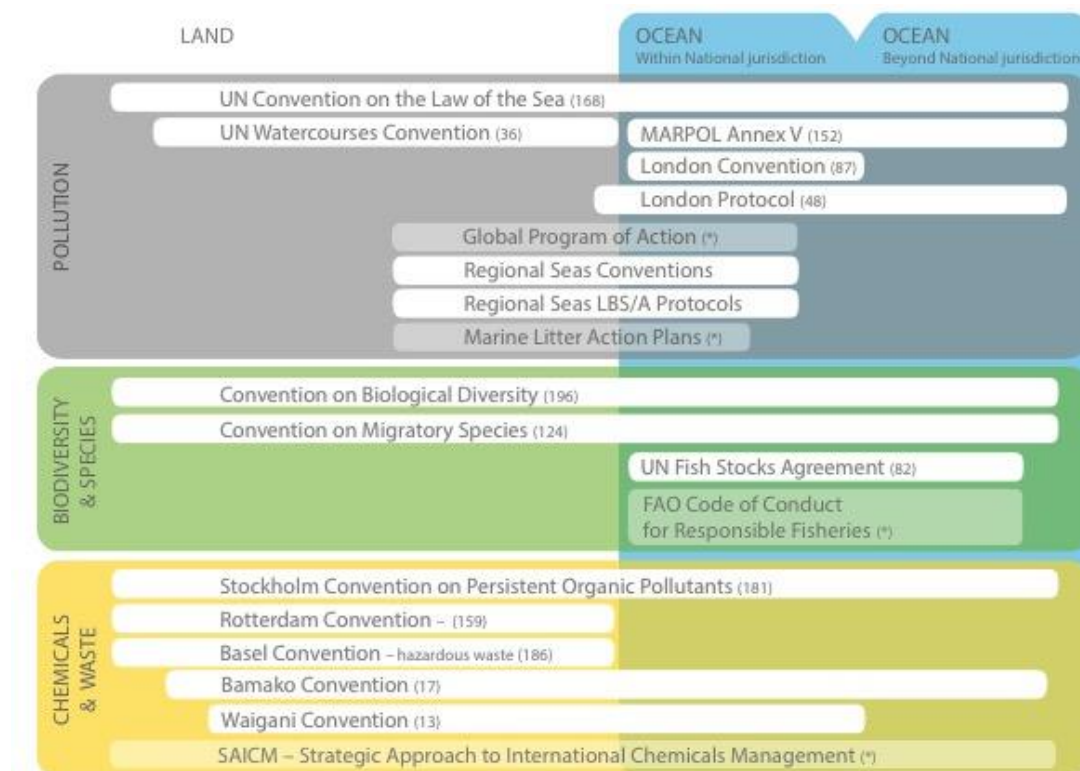 LAND
OCEAN
Within National jurisdiction
OCEAN
Beyond National jurisdiction
POLLUTION
UN Convention on the Law of the Sea (168)
UN Watercourses Convention (36)
MARPOL Annex V (152)
London Convention (87)
London Protocol (48)
Global Program of Action (*)
Regional Seas Conventions
Regional Seas LBS/A Protocols
Marine Litter Action Plans (*)
BIODIVERSITY
& SPECIES
Convention on Biological Diversity (196)
Convention on Migratory Species (124)
UN Fish Stocks Agreement (82)
FAO Code of Conduct
for Responsible Fisheries (*)
CHEMICALS
& WASTE
Stockholm Convention on Persistent Organic Pollutants (181)
Rotterdam Convention – (159)
Basel Convention – hazardous waste (186)
Bamako Convention (17)
Waigani Convention (13)
SAICM – Strategic Approach to International Chemicals Management (*)